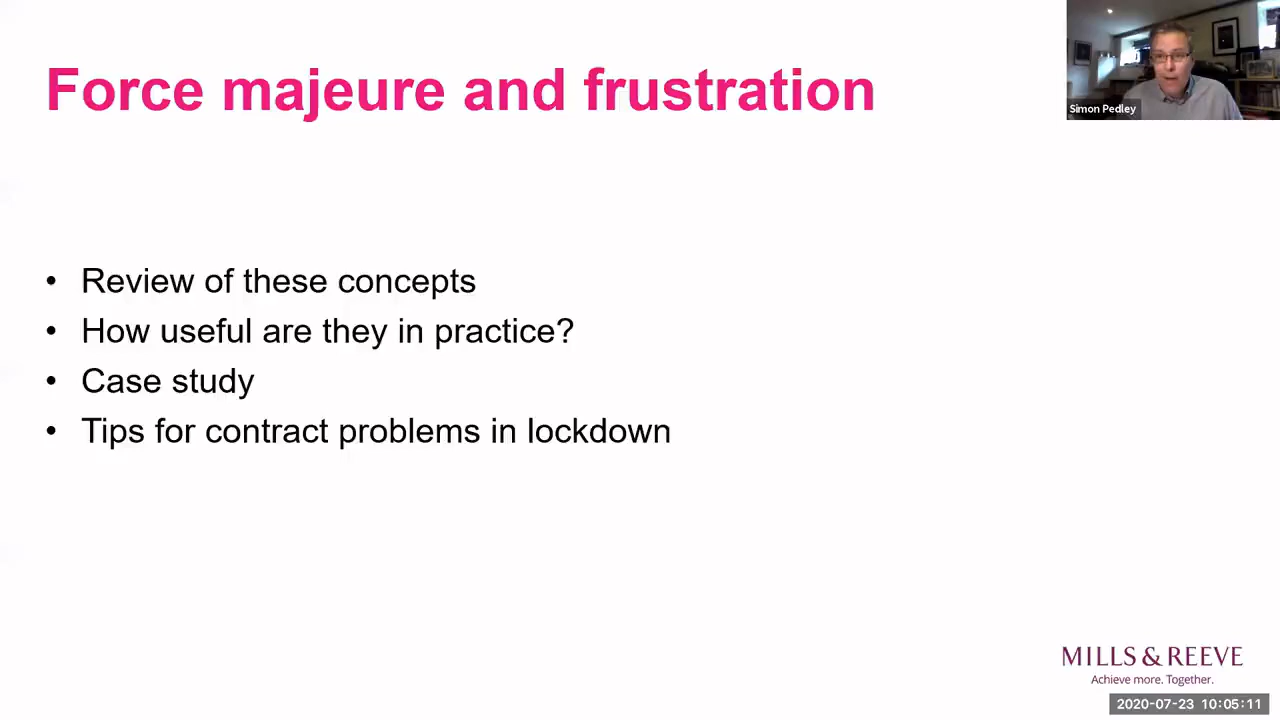 Force majeure and frustration
Simon Pedley
• Review of these concepts
• How useful are they in practice?
• Case study
• Tips for contract problems in lockdown
MILLS & REEVE
Achieve more. Together.
2020-07-23 10:05:11